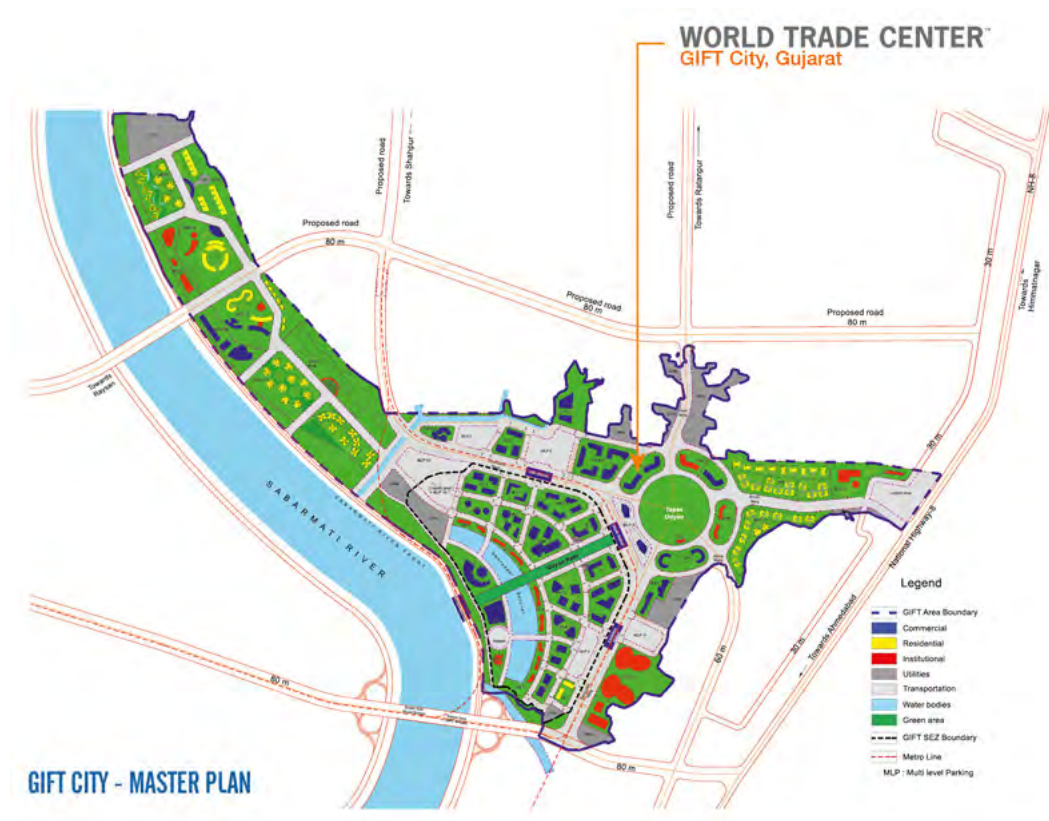 WORLD TRADE CENTER™
GIFT City, Gujarat
Proposed road
Towards Shahpur
Proposed road
Towards Ratanpur
NH-8
Proposed road
80 m
30 m
Towards
Himmatnagar
Proposed road
80 m
Proposed road
80 m
Towards
Raysan
30 m
SABARMATI RIVER
Tapas
Udyan
National Highway-8
Legend
GIFT Area Boundary
Commercial
Residential
Institutional
Utilities
Transportation
Water bodies
Green area
GIFT SEZ Boundary
Metro Line
MLP : Multi level Parking
Towards Ahmedabad
30 m
60 m
80 m
80 m
GIFT CITY - MASTER PLAN